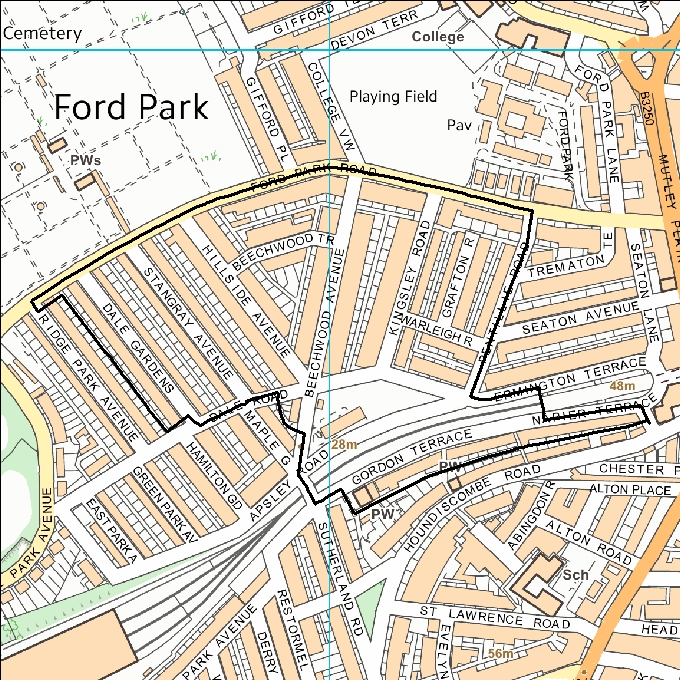 GIFFORD T
DEVON TERR
Cemetery
College
COLLEGE VW
FORD PARK LANE
B3250
GIFFORD PL
Playing Field
Ford Park
Pav
FORD PARK
MUTLEY PLAI
PWs
FORD PARK ROAD
BEECHWOOD TR
HILLSIDE AVENUE
KINGSLEY ROAD
GRAFTON R
TREMATON TE
SEATON LANE
STANGRAY AVENUE
BEECHWOOD AVENUE
DALE GARDENS
RIDGE PARK AVENUE
WARLEIGH R
SEATON AVENUE
ERMINGTON TERRACE
48m
DALE ROAD
NAPIER TERRACE
MAPLE G
28m
GORDON TERRACE
PW
HAMILTON GD
APSLEY ROAD
HOUNDISCOMBE ROAD
CHESTER P
ALTON PLACE
GREEN PARK AV
EAST PARK A
PW
ABINGDON R
ALTON ROAD
PARK AVENUE
SUTHERLAND RD
Sch
RESTORMEL
ST LAWRENCE ROAD
HEAD
PARK AVENUE
DERRY
EVELYN
56m